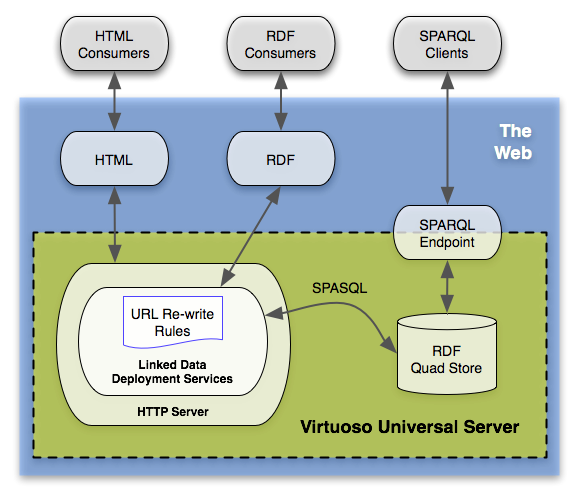 HTML
Consumers
RDF
Consumers
SPARQL
Clients
The
Web
HTML
RDF
SPARQL
Endpoint
SPASQL
URL Re-write
Rules
Linked Data
Deployment Services
HTTP Server
RDF
Quad Store
Virtuoso Universal Server